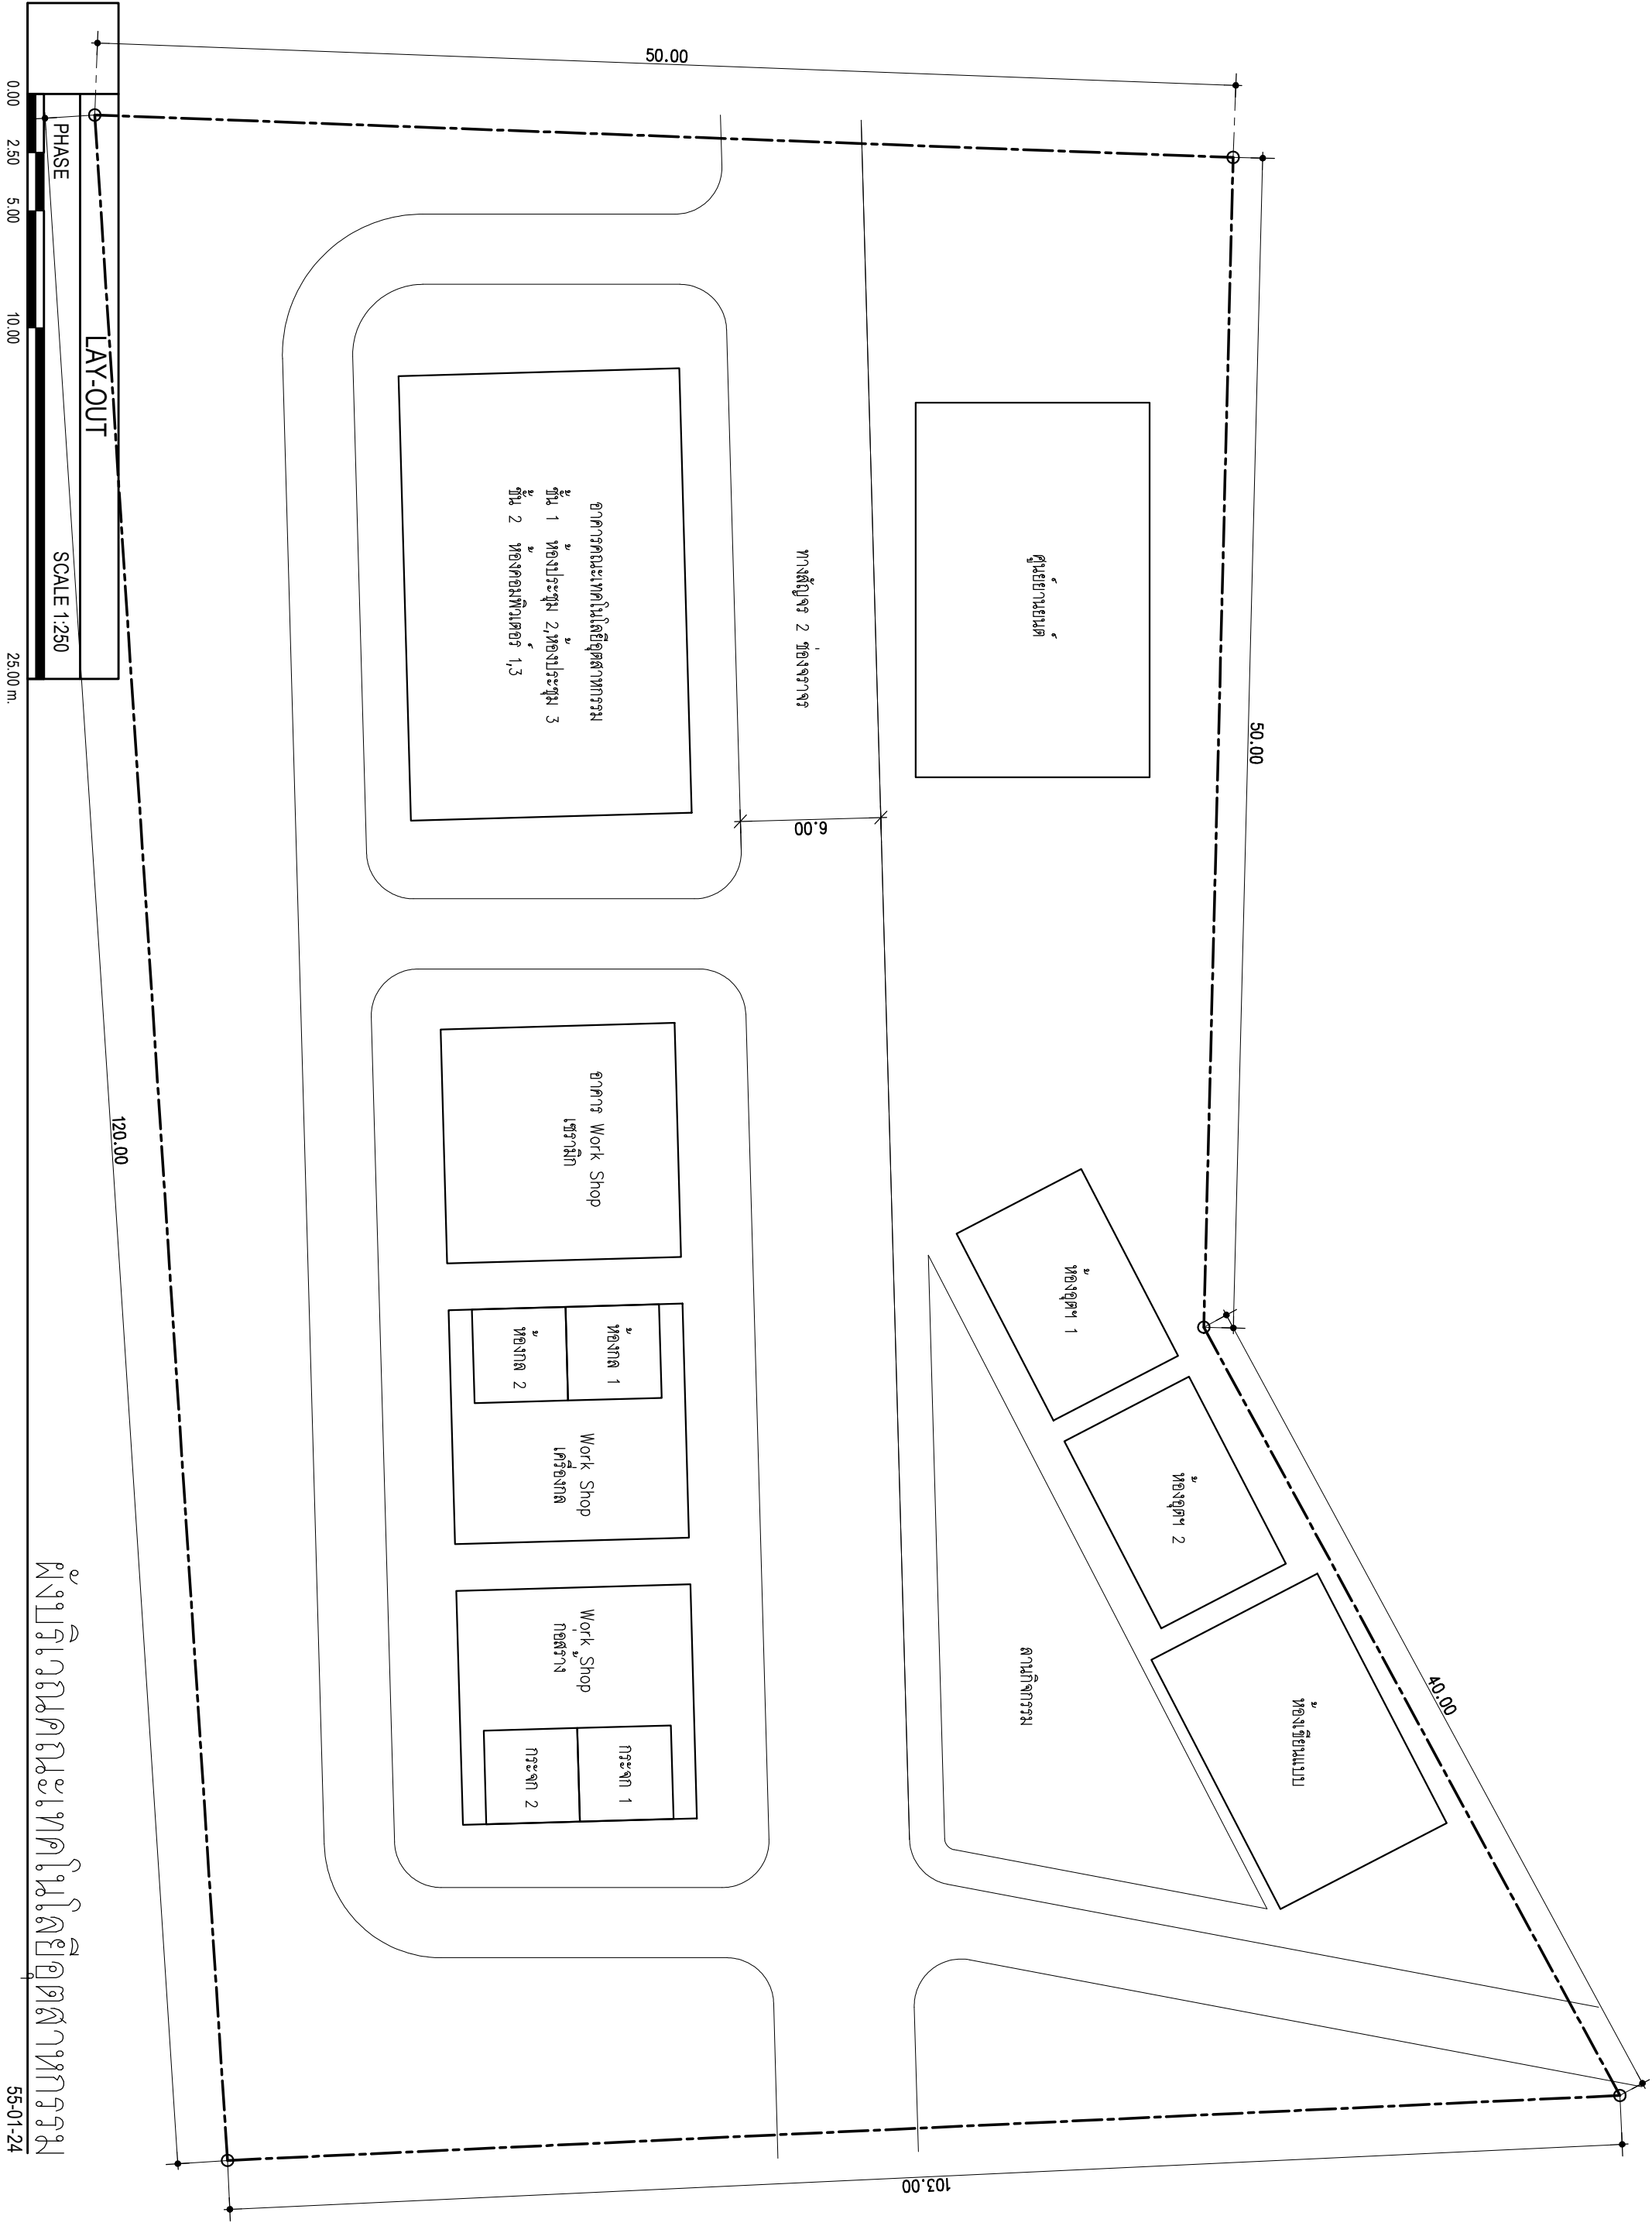 50.00
50.00
40.00
103.00
120.00
6.00
ศูนย์ยานยนต์
ทางสัญจร 2 ช่องจราจร
อาคารคณะเทคโนโลยีอุตสาหกรรม
ชั้น 1 ห้องประชุม 2,ห้องประชุม 3
ชั้น 2 ห้องคอมพิวเตอร์ 1,3
ห้องอุตฯ 1
ห้องอุตฯ 2
ห้องเขียนแบบ
ลานกิจกรรม
อาคาร Work Shop
เซรามิก
ห้องกล 1
ห้องกล 2
Work Shop
เครื่องกล
Work Shop
ก่อสร้าง
กระจก 1
กระจก 2
LAY-OUT
PHASE
SCALE 1:250
0.00 2.50 5.00 10.00 25.00 m.
ผังบริเวณคณะเทคโนโลยีอุตสาหกรรม
55-01-24